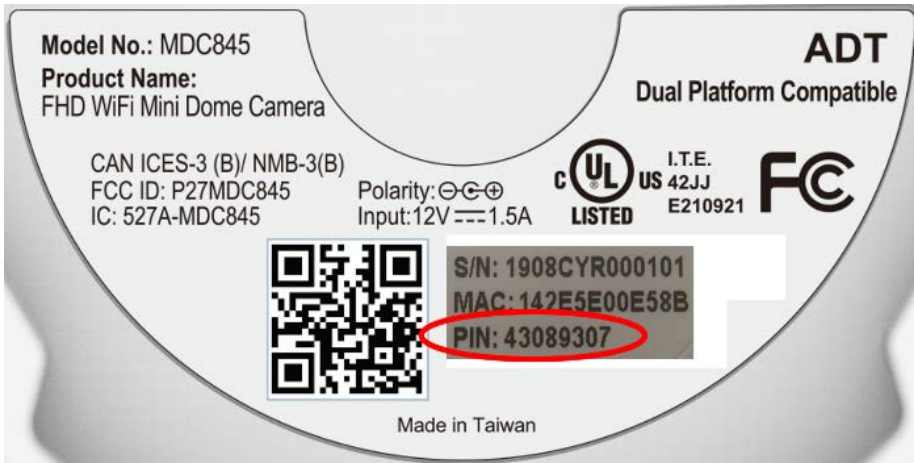 Model No.: MDC845
Product Name:
FHD WiFi Mini Dome Camera
ADT
Dual Platform Compatible
CAN ICES-3 (B)/ NMB-3(B)
FCC ID: P27MDC845
IC: 527A-MDC845
Polarity:
Input:12V 1.5A
C UL US
LISTED
I.T.E.
42JJ
E210921
FC
S/N: 1908CYR000101
MAC: 142E5E00E58B
PIN: 43089307
Made in Taiwan